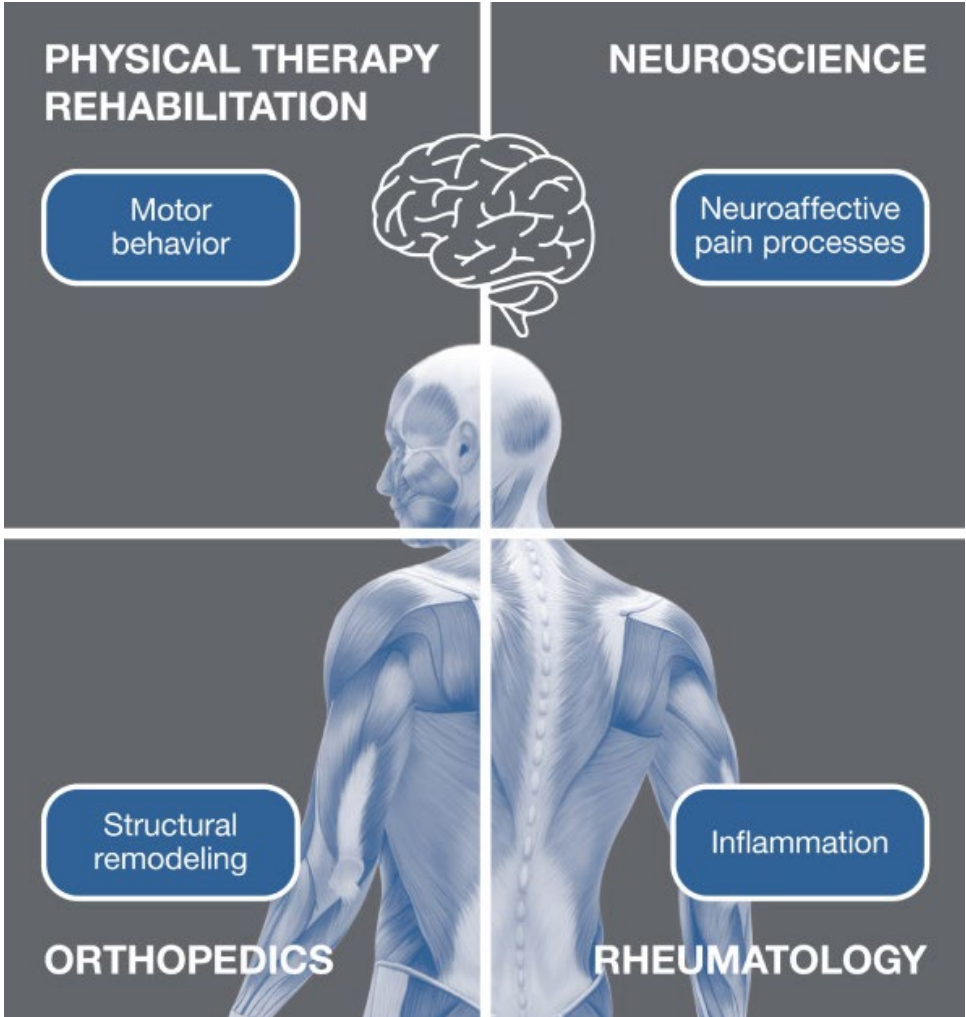 PHYSICAL THERAPY
REHABILITATION
NEUROSCIENCE
Motor
behavior
Neuroaffective
pain processes
Structural
remodeling
Inflammation
ORTHOPEDICS
RHEUMATOLOGY